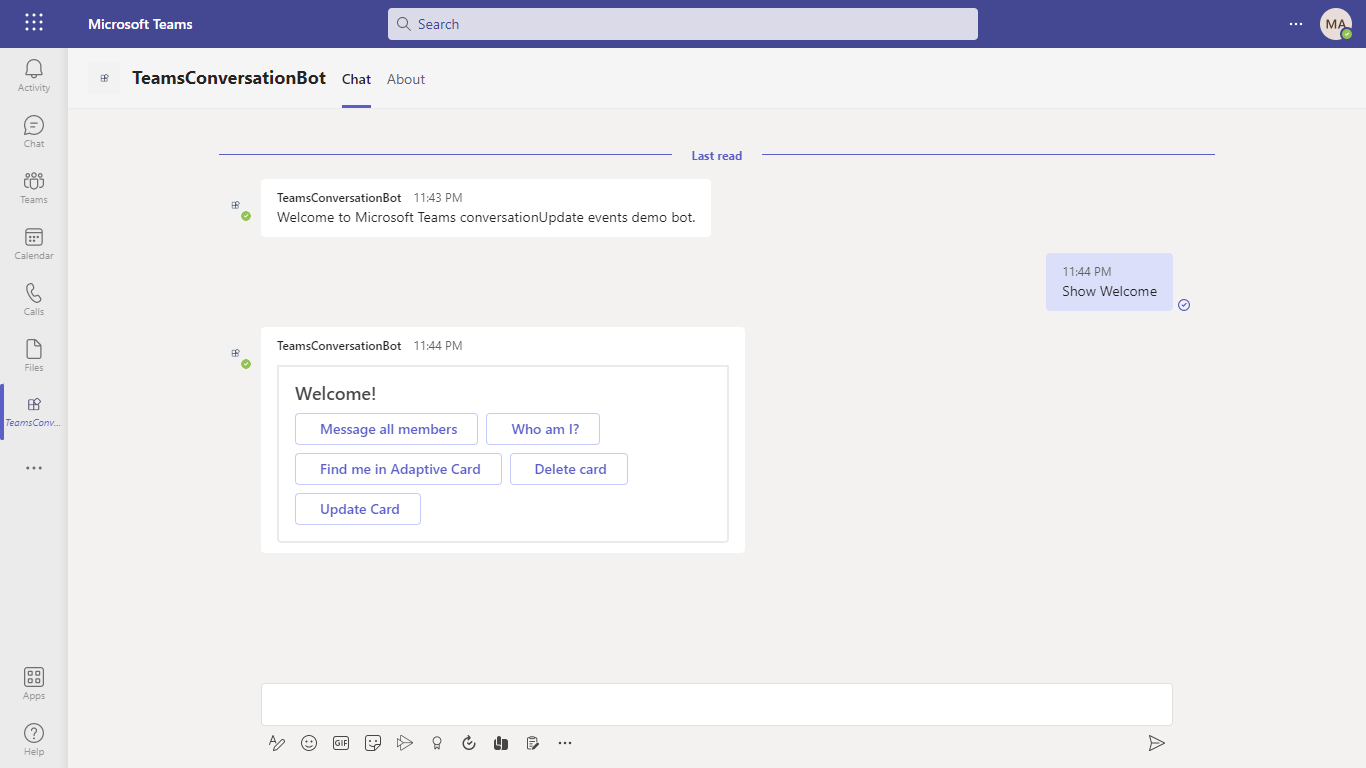 Microsoft Teams
Search
MA
Activity
Chat
Teams
Calendar
Calls
Files
TeamsConv...
Apps
Help
TeamsConversationBot Chat About
Last read
TeamsConversationBot 11:43 PM
Welcome to Microsoft Teams conversationUpdate events demo bot.
11:44 PM
Show Welcome
TeamsConversationBot 11:44 PM
Welcome!
Message all members Who am I?
Find me in Adaptive Card Delete card
Update Card
GIF